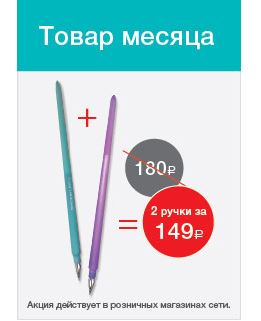 Товар месяца
+
180₽
=
2 ручки за
149₽
Акция действует в розничных магазинах сети.